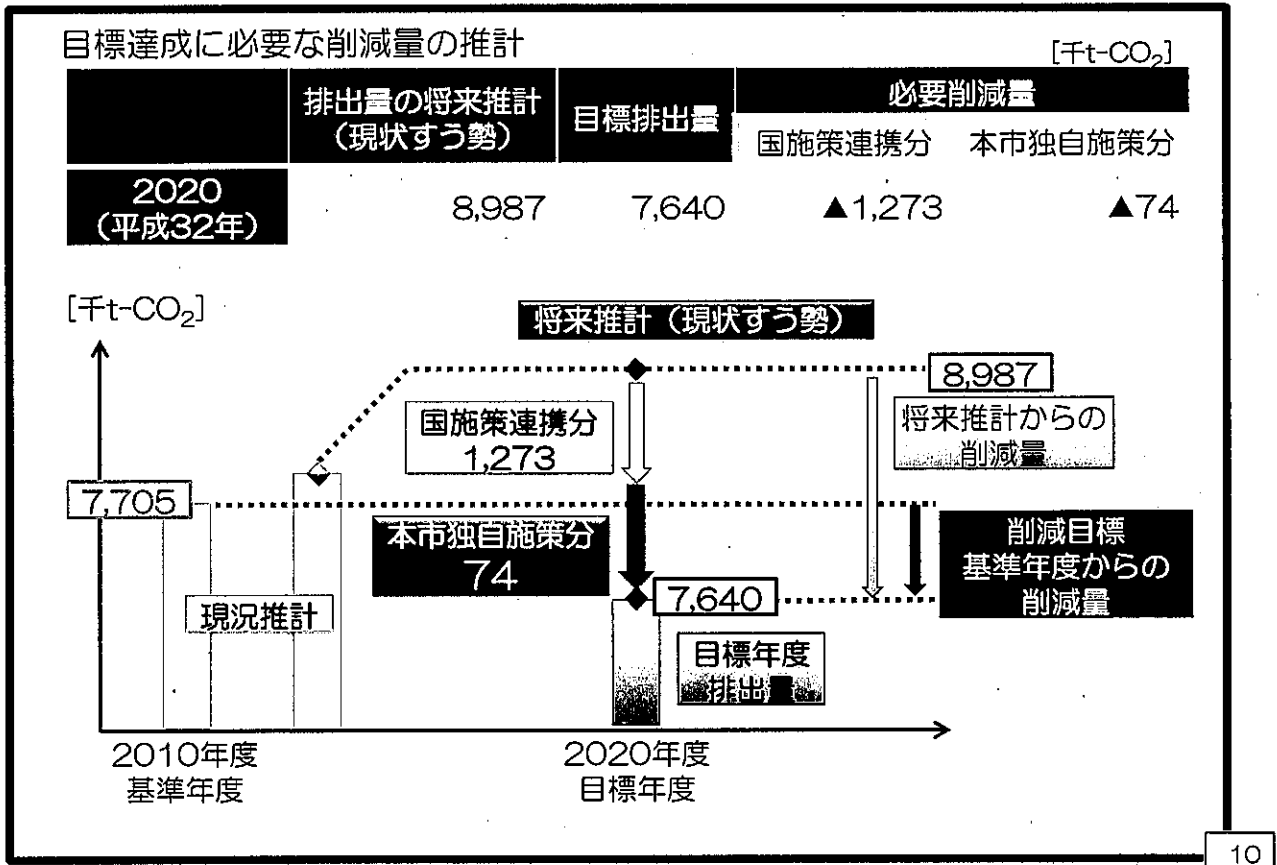 目標達成に必要な削減量の推計
[千t-CO₂]
排出量の将来推計
（現状すう勢）
目標排出量
必要削減量
国施策連携分
本市独自施策分
2020
（平成32年）
8,987
7,640
▲1,273
▲74
[千t-CO₂]
将来推計（現状すう勢）
8,987
国施策連携分
1,273
将来推計からの
削減量
7,705
本市独自施策分
74
削減目標
基準年度からの
削減量
7,640
現況推計
目標年度
排出量
2010年度
基準年度
2020年度
目標年度
10